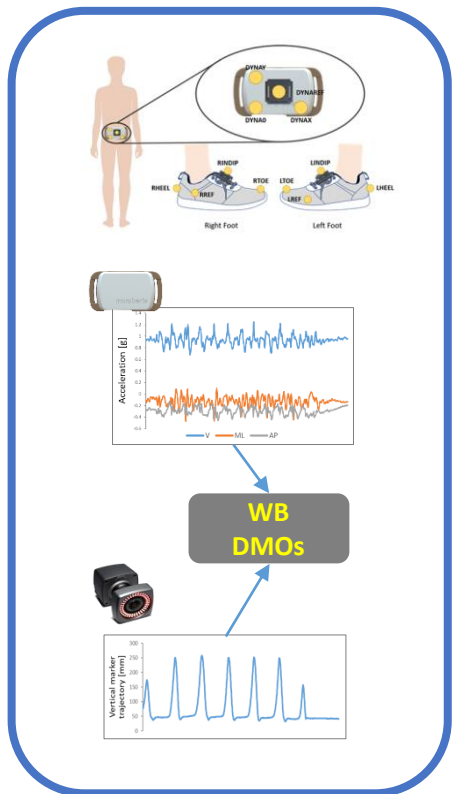 DYNAY
DYNAREF
DYNA0
DYNAX
RINDIP
LINDIP
RHEEL
RTOE
LTOE
LHEEL
RREF
LREF
Right Foot
Left Foot
Acceleration [g]
1.4
1.2
1
0.8
0.6
0.4
0.2
0
-0.2
-0.4
-0.6
V
ML
AP
WB
DMOs
Vertical marker
trajectory [mm]
300
250
200
150
100
50
0